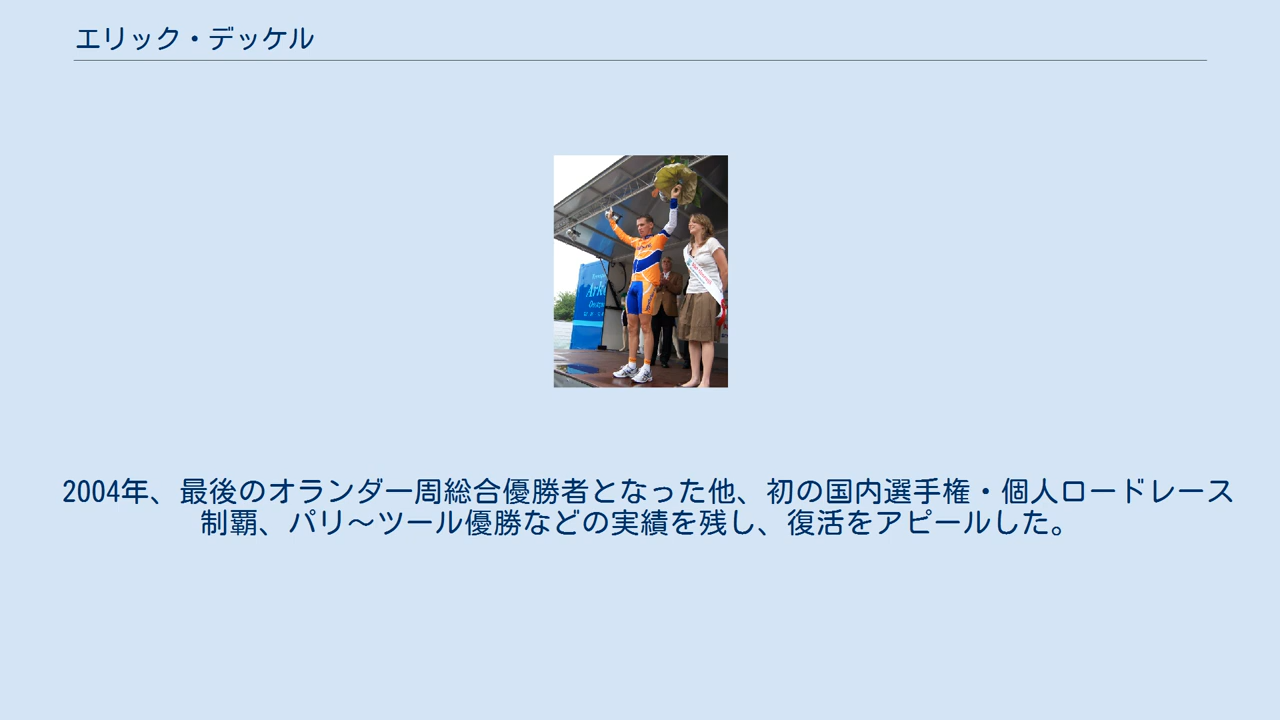 エリック・デッケル
2004年、最後のオランダ一周総合優勝者となった他、初の国内選手権・個人ロードレース
制覇、パリ～ツール優勝などの実績を残し、復活をアピールした。